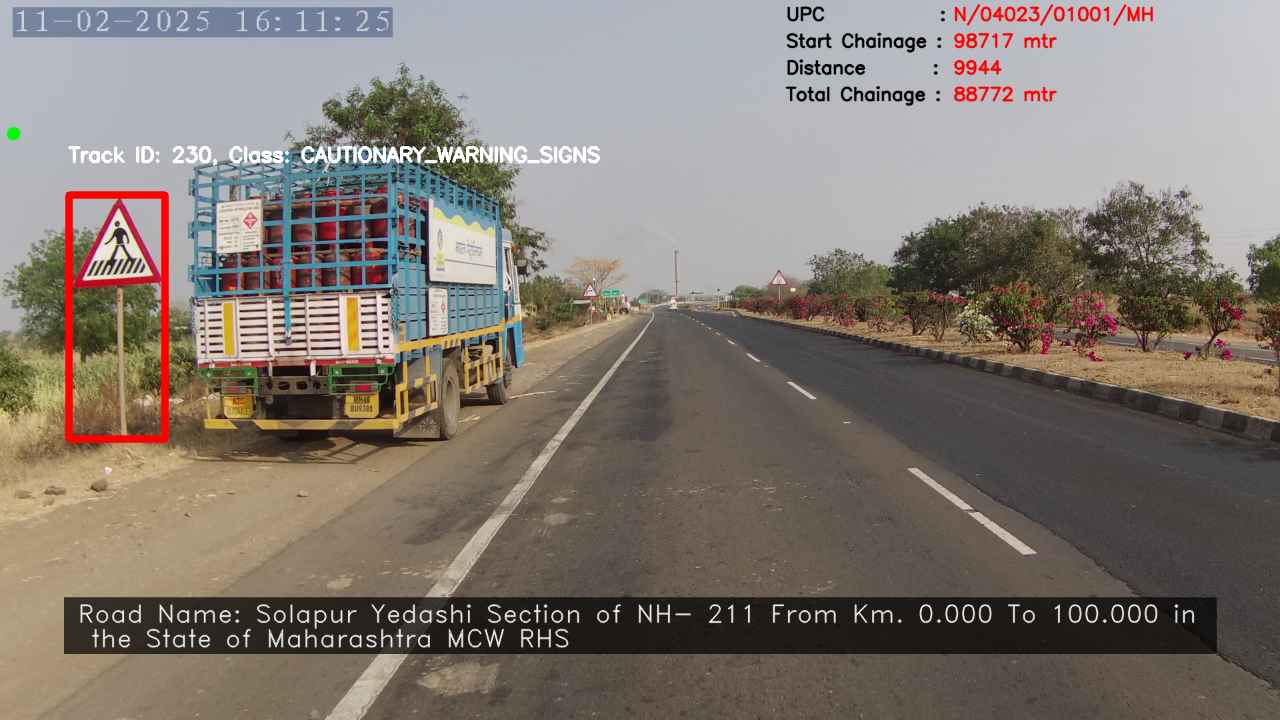 11-02-2025 16:11:25
UPC : N/04023/01001/MH
Start Chainage : 98717 mtr
Distance : 9944
Total Chainage : 88772 mtr
Track ID: 230, Class: CAUTIONARY_WARNING_SIGNS
Road Name: Solapur Yedashi Section of NH- 211 From Km. 0.000 To 100.000 in
the State of Maharashtra MCW RHS